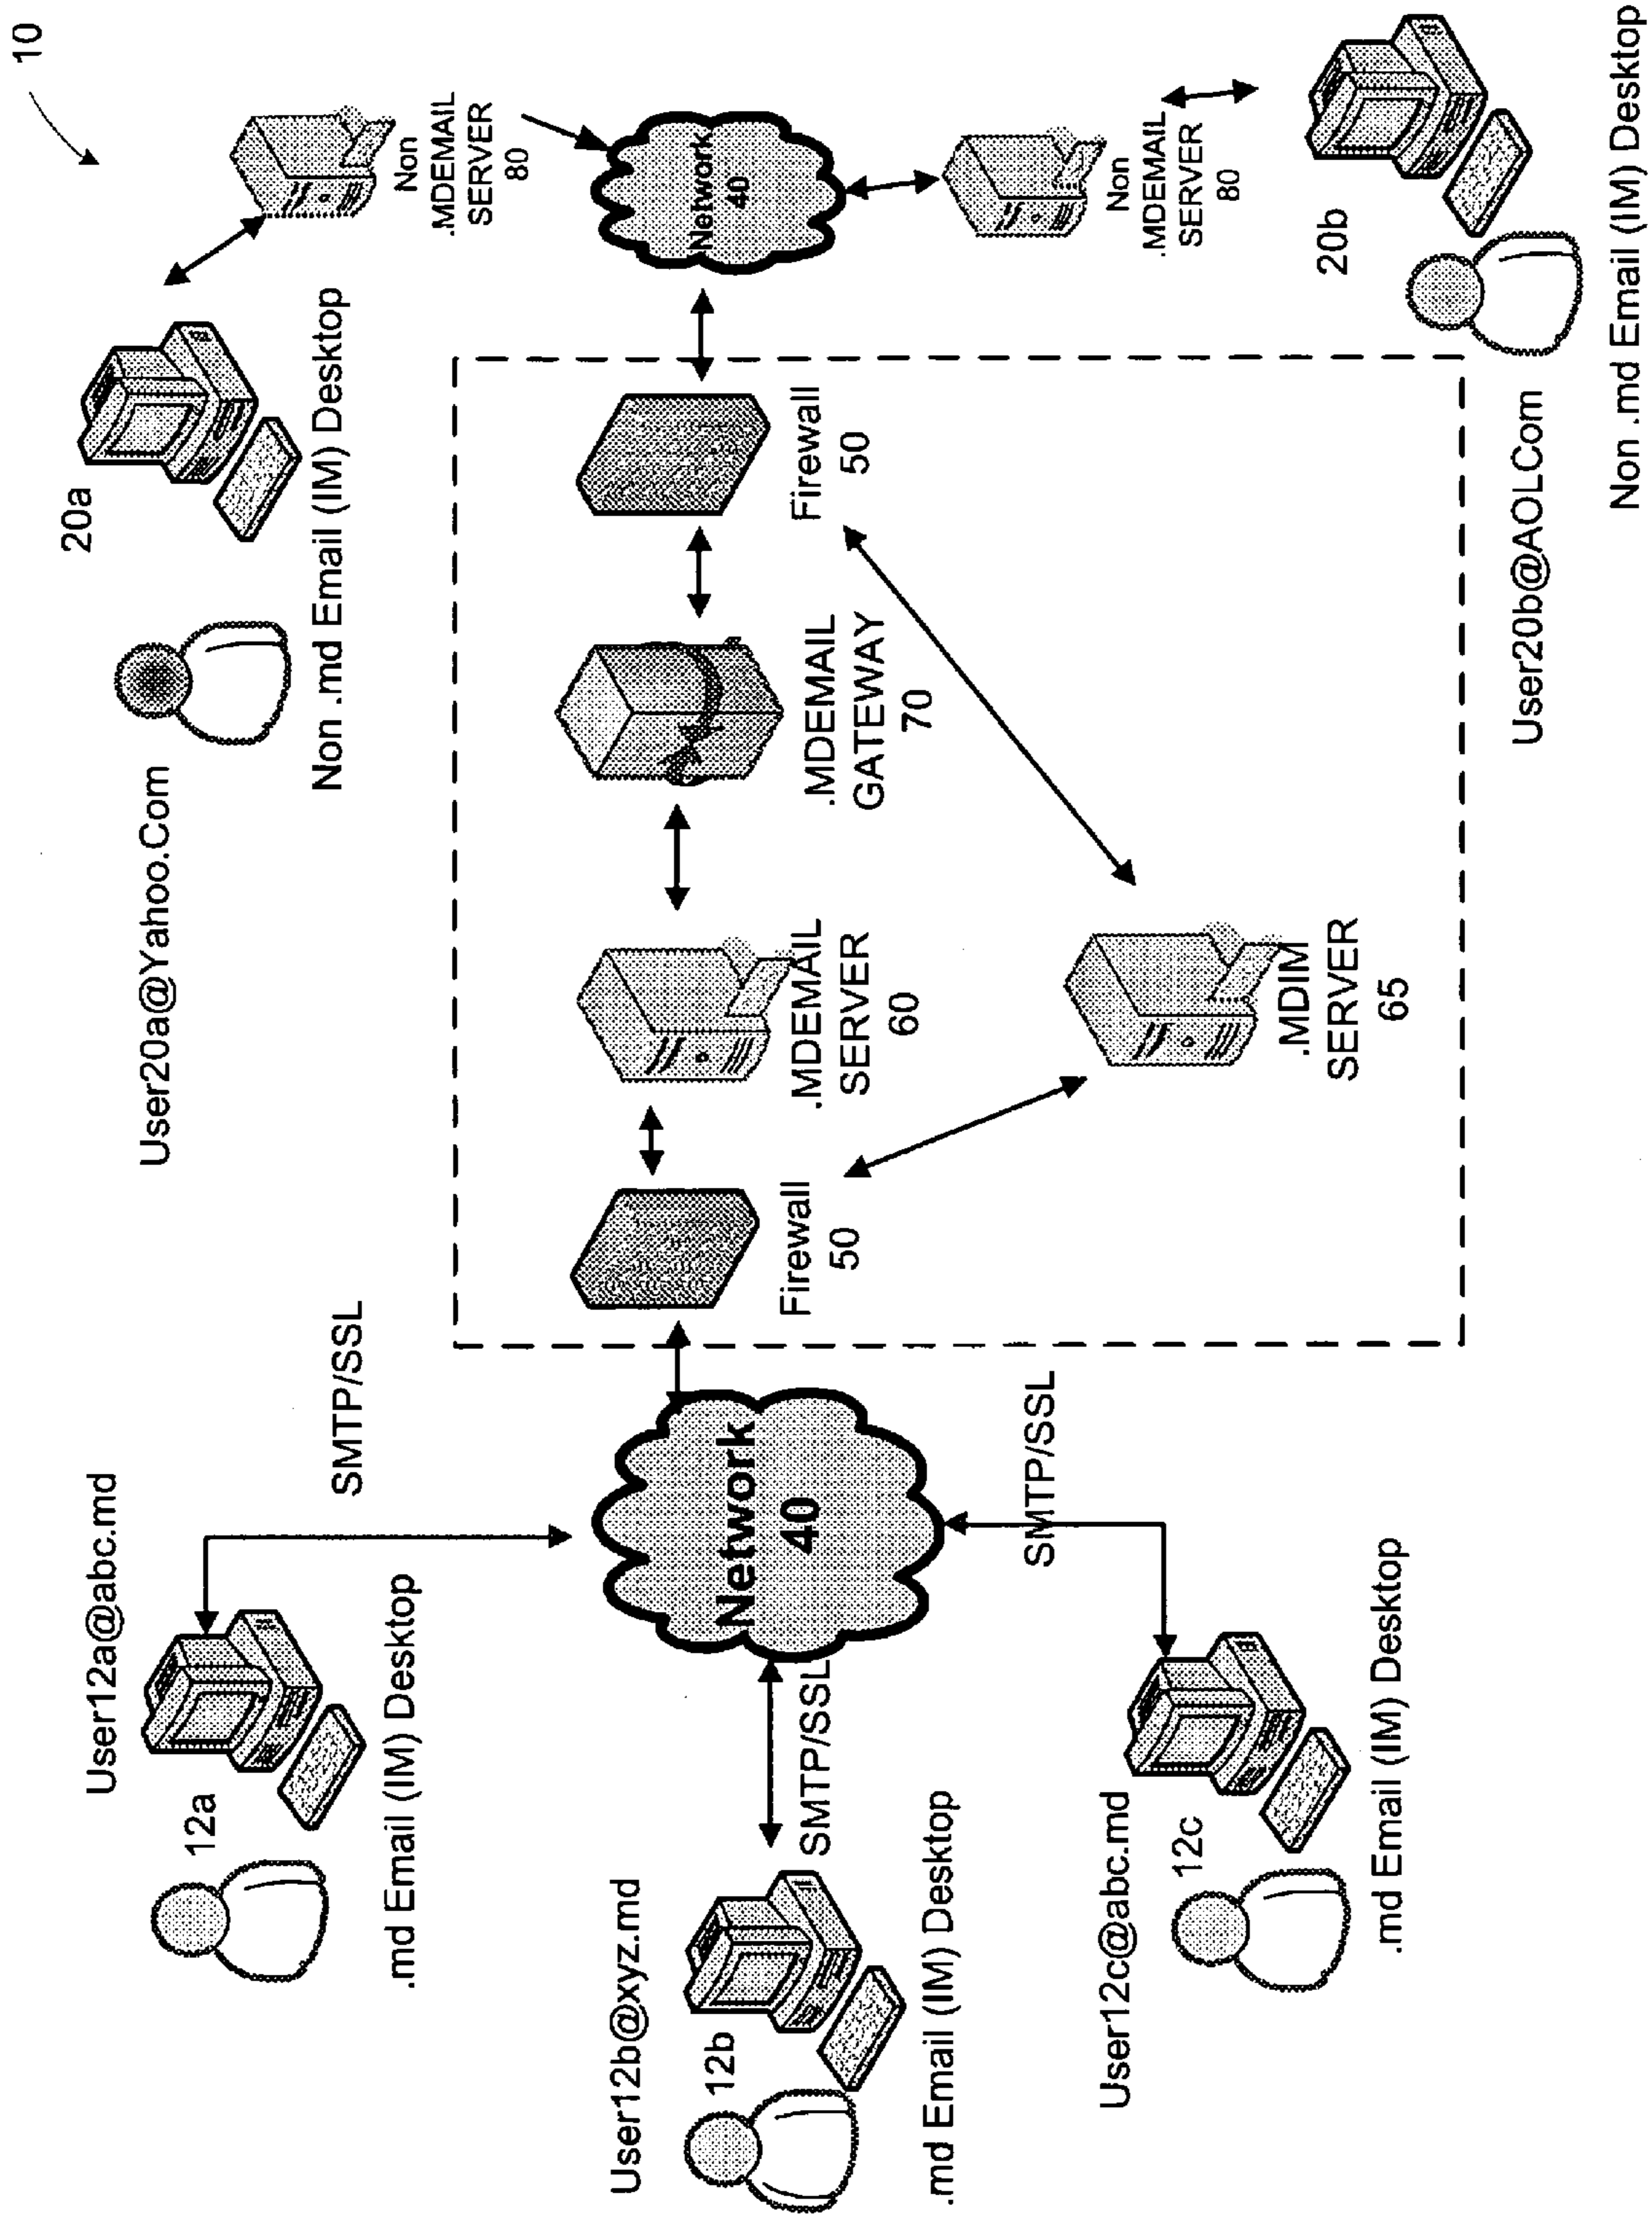 10
User12a@abc.md
12a
.md Email (IM) Desktop
SMTP/SSL
User12b@xyz.md
12b
.md Email (IM) Desktop
SMTP/SSL
Network
40
User12c@abc.md
12c
.md Email (IM) Desktop
SMTP/SSL
Firewall
50
.MDEMAIL
SERVER
60
.MDEMAIL
GATEWAY
70
Firewall
50
.MDIM
SERVER
65
User20a@Yahoo.Com
20a
Non .md Email (IM) Desktop
Non
.MDEMAIL
SERVER
80
Network
40
Non
.MDEMAIL
SERVER
80
User20b@AOLCom
20b
Non .md Email (IM) Desktop